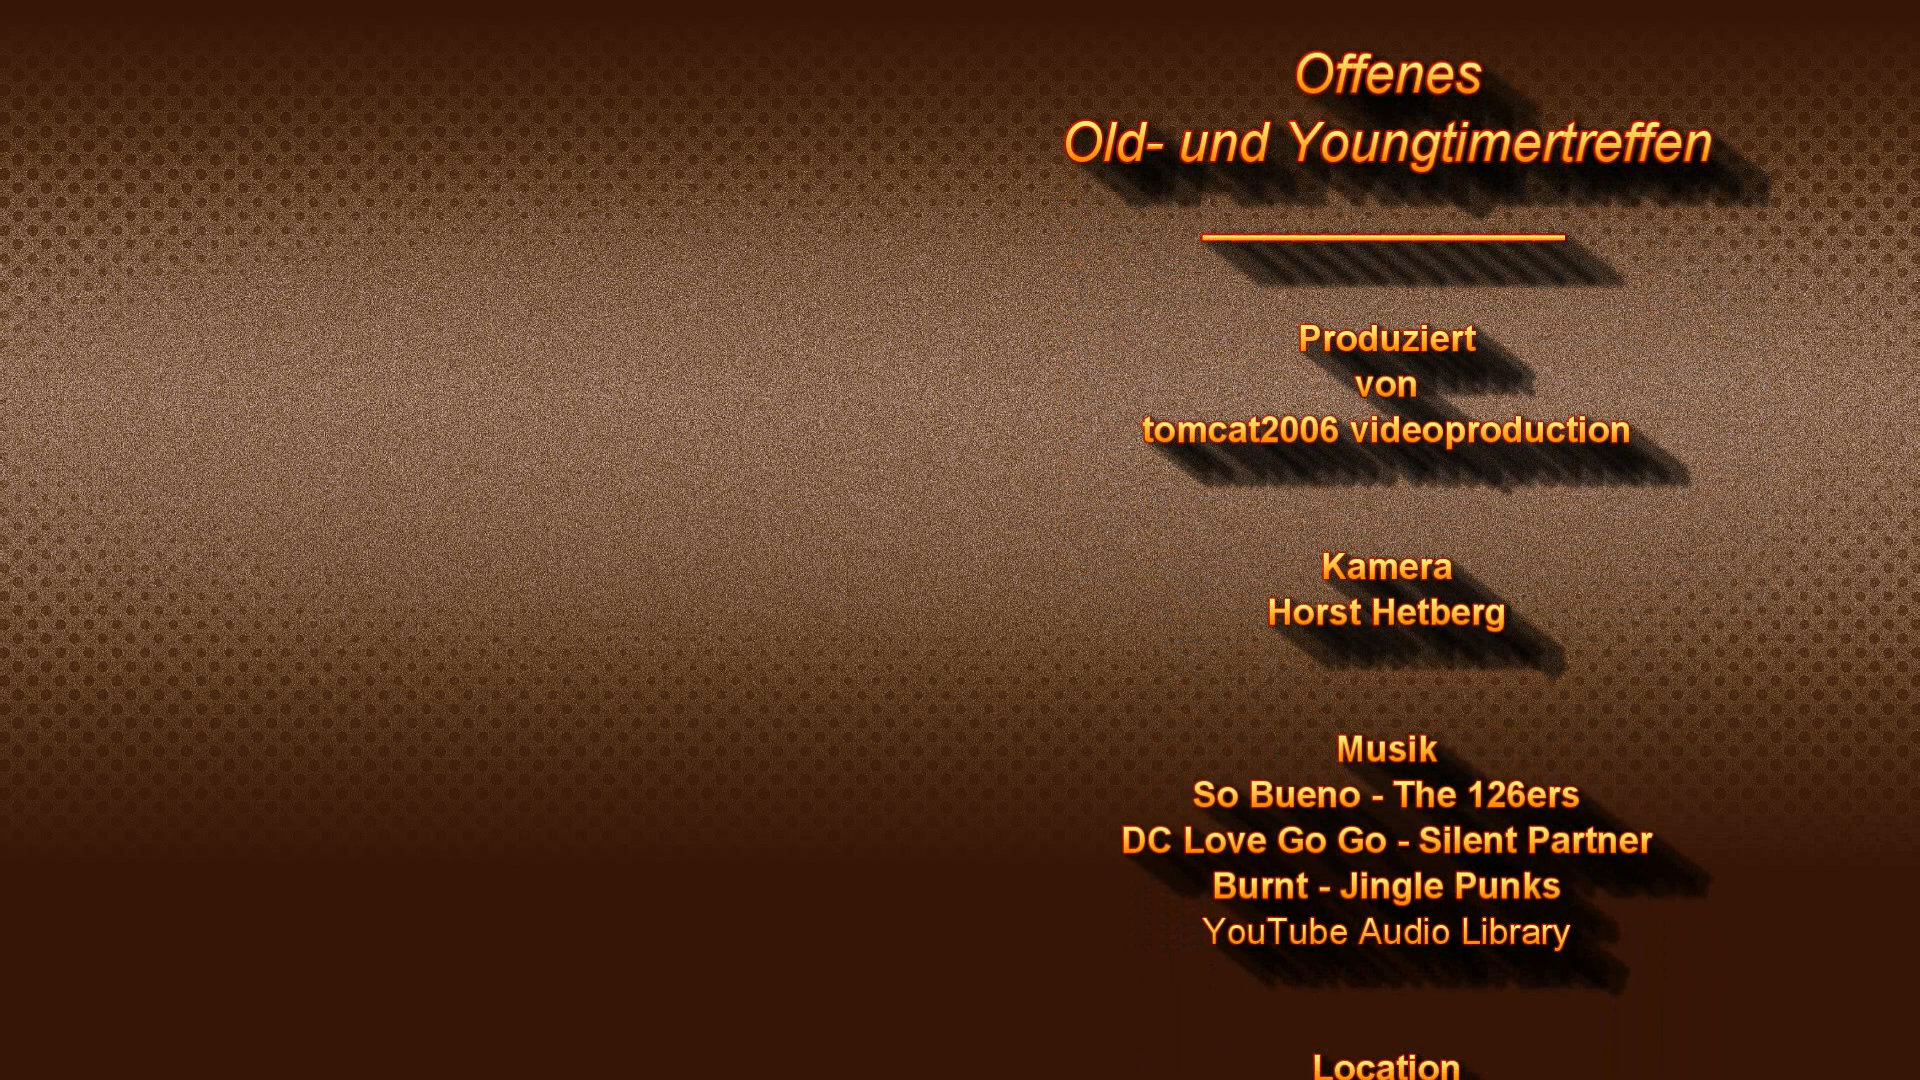 Offenes
Old- und Youngtimertreffen
Produziert
von
tomcat2006 videoproduction
Kamera
Horst Hetberg
Musik
So Bueno - The 126ers
DC Love Go Go - Silent Partner
Burnt - Jingle Punks
YouTube Audio Library
Location